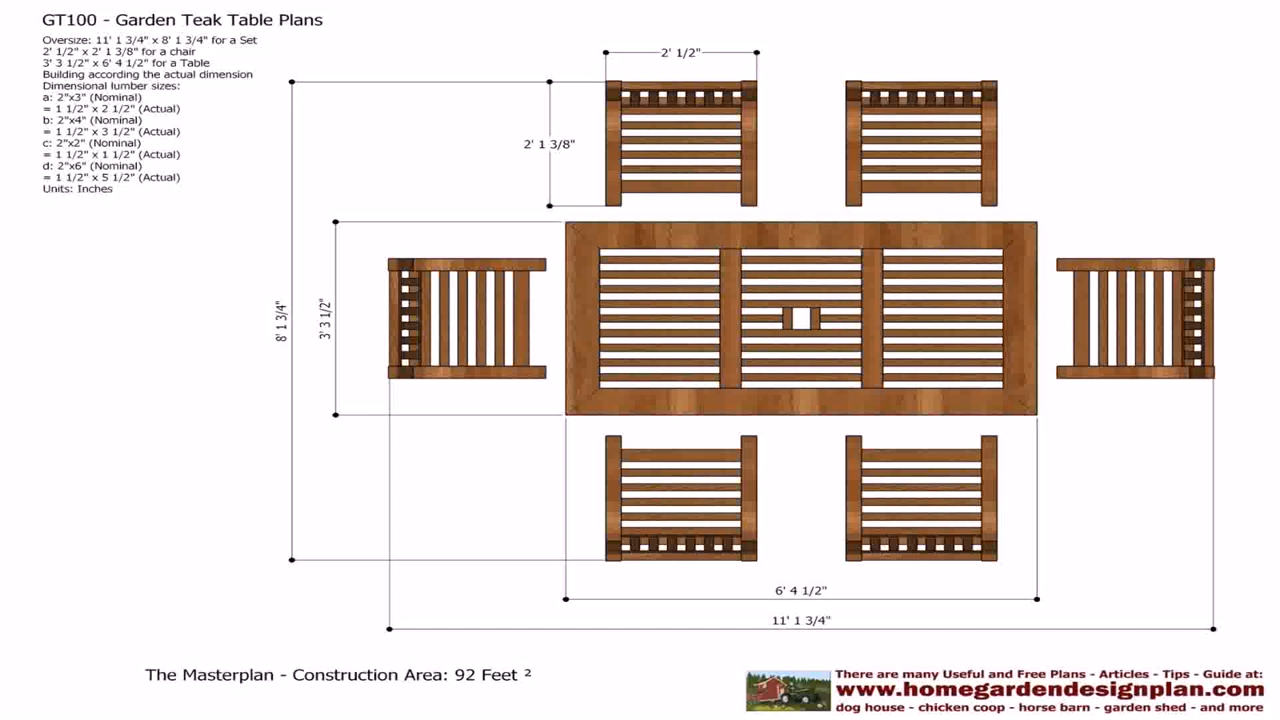 GT100 - Garden Teak Table Plans
Oversize: 11' 1 3/4" x 8' 1 3/4" for a Set
2' 1/2" x 2' 1 3/8" for a chair
3' 3 1/2" x 6' 4 1/2" for a Table
Building according the actual dimension
Dimensional lumber sizes:
a: 2"x3" (Nominal)
= 1 1/2" x 2 1/2" (Actual)
b: 2"x4" (Nominal)
= 1 1/2" x 3 1/2" (Actual)
c: 2"x2" (Nominal)
= 1 1/2" x 1 1/2" (Actual)
d: 2"x6" (Nominal)
= 1 1/2" x 5 1/2" (Actual)
Units: Inches
2' 1/2"
2' 1 3/8"
8' 1 3/4"
3' 3 1/2"
6' 4 1/2"
11' 1 3/4"
The Masterplan - Construction Area: 92 Feet ²
There are many Useful and Free Plans - Articles - Tips - Guide at:
www.homegardendesignplan.com
dog house - chicken coop - horse barn - garden shed - and more